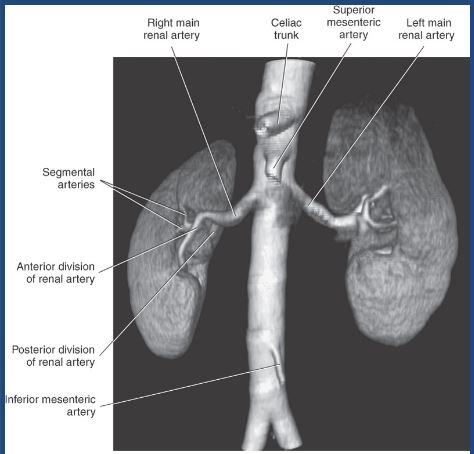 Right main
renal artery
Celiac
trunk
Superior
mesenteric
artery
Left main
renal artery
Segmental
arteries
Anterior division
of renal artery
Posterior division
of renal artery
Inferior mesenteric
artery